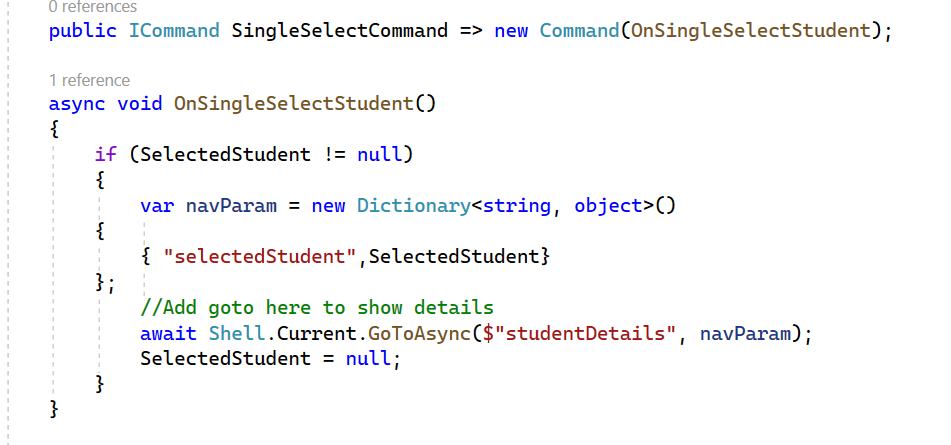 0 references
public ICommand SingleSelectCommand => new Command(OnSingleSelectStudent);
1 reference
async void OnSingleSelectStudent()
{
if (SelectedStudent != null)
{
var navParam = new Dictionary<string, object>()
{
{ "selectedStudent",SelectedStudent}
};
//Add goto here to show details
await Shell.Current.GoToAsync($"studentDetails", navParam);
SelectedStudent = null;
}
}